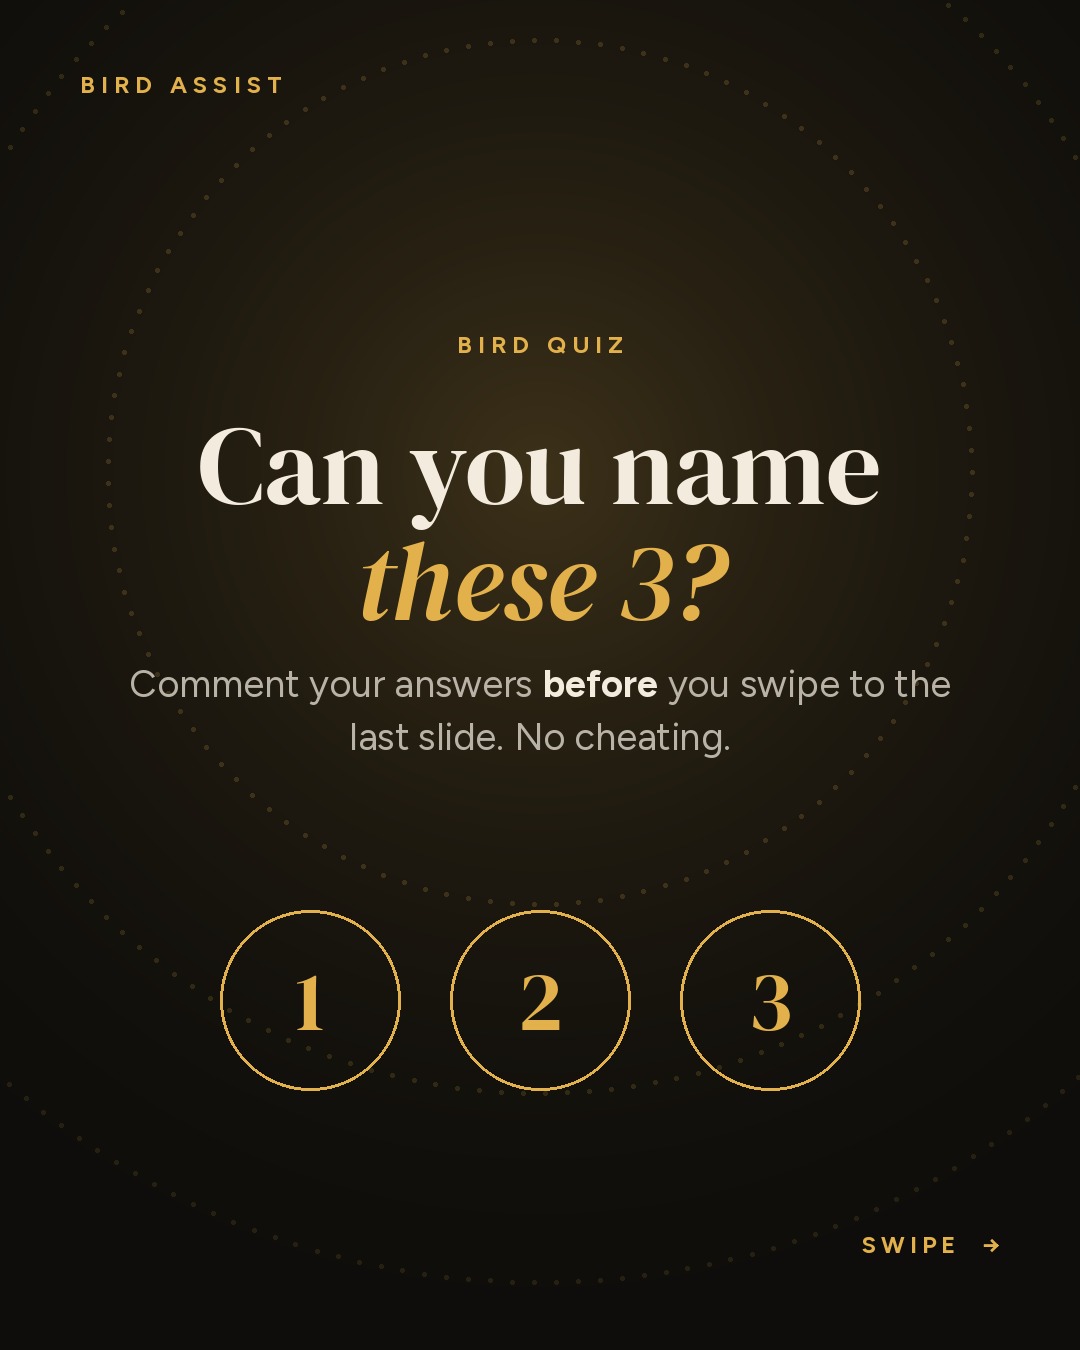 BIRD ASSIST
BIRD QUIZ
Can you name
these 3?
Comment your answers before you swipe to the
last slide. No cheating.
1 2 3
SWIPE →